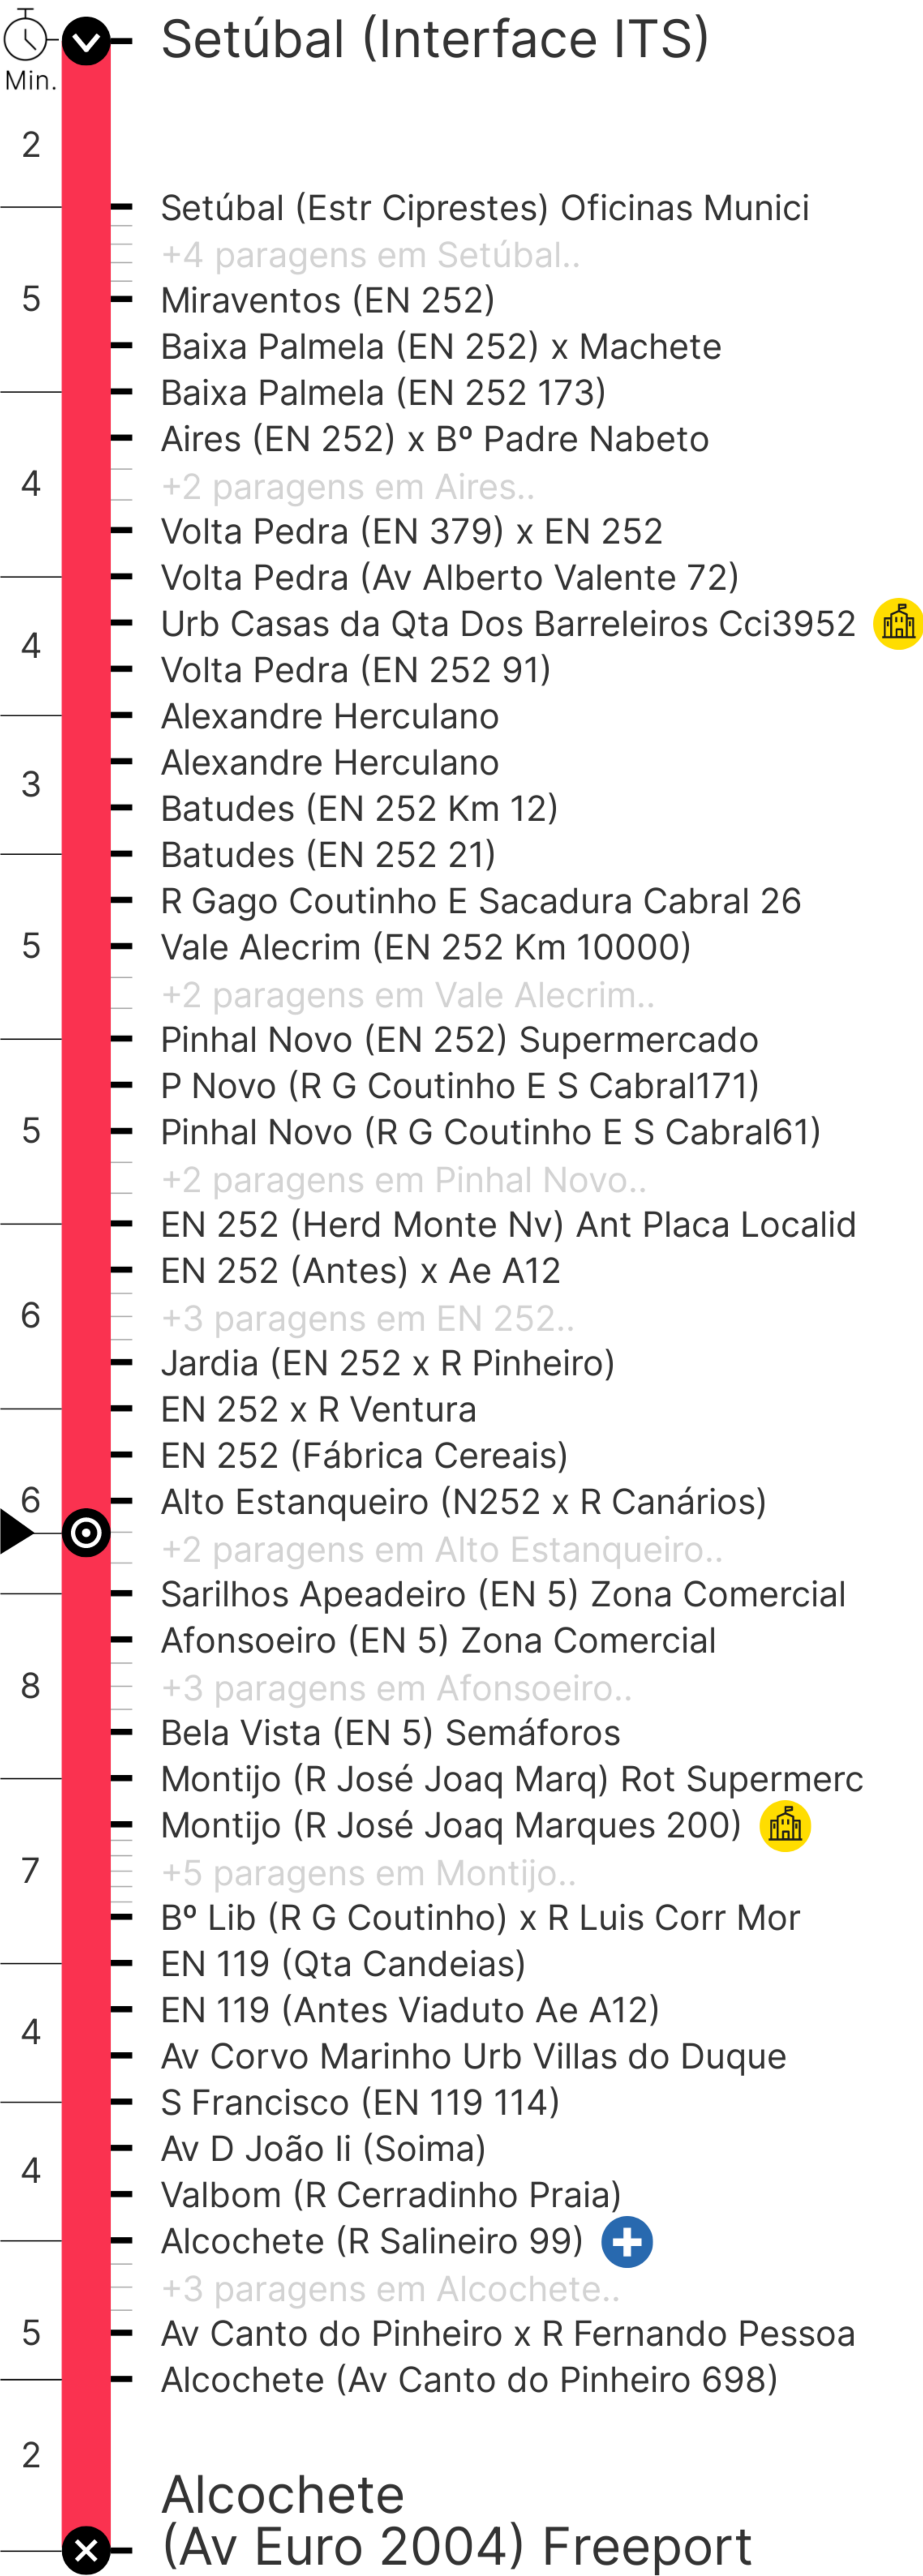 Setúbal (Interface ITS)
Min.
2
Setúbal (Estr Ciprestes) Oficinas Munici
+4 paragens em Setúbal..
5
Miraventos (EN 252)
Baixa Palmela (EN 252) x Machete
Baixa Palmela (EN 252 173)
Aires (EN 252) x Bº Padre Nabeto
4
+2 paragens em Aires..
Volta Pedra (EN 379) x EN 252
Volta Pedra (Av Alberto Valente 72)
Urb Casas da Qta Dos Barreleiros Cci3952
4
Volta Pedra (EN 252 91)
Alexandre Herculano
Alexandre Herculano
3
Batudes (EN 252 Km 12)
Batudes (EN 252 21)
R Gago Coutinho E Sacadura Cabral 26
5
Vale Alecrim (EN 252 Km 10000)
+2 paragens em Vale Alecrim..
Pinhal Novo (EN 252) Supermercado
P Novo (R G Coutinho E S Cabral171)
5
Pinhal Novo (R G Coutinho E S Cabral61)
+2 paragens em Pinhal Novo..
EN 252 (Herd Monte Nv) Ant Placa Localid
EN 252 (Antes) x Ae A12
6
+3 paragens em EN 252..
Jardia (EN 252 x R Pinheiro)
EN 252 x R Ventura
EN 252 (Fábrica Cereais)
6
Alto Estanqueiro (N252 x R Canários)
+2 paragens em Alto Estanqueiro..
Sarilhos Apeadeiro (EN 5) Zona Comercial
Afonsoeiro (EN 5) Zona Comercial
8
+3 paragens em Afonsoeiro..
Bela Vista (EN 5) Semáforos
Montijo (R José Joaq Marq) Rot Supermerc
Montijo (R José Joaq Marques 200)
7
+5 paragens em Montijo..
Bº Lib (R G Coutinho) x R Luis Corr Mor
EN 119 (Qta Candeias)
EN 119 (Antes Viaduto Ae A12)
4
Av Corvo Marinho Urb Villas do Duque
S Francisco (EN 119 114)
Av D João Ii (Soima)
4
Valbom (R Cerradinho Praia)
Alcochete (R Salineiro 99)
+3 paragens em Alcochete..
5
Av Canto do Pinheiro x R Fernando Pessoa
Alcochete (Av Canto do Pinheiro 698)
2
Alcochete
(Av Euro 2004) Freeport